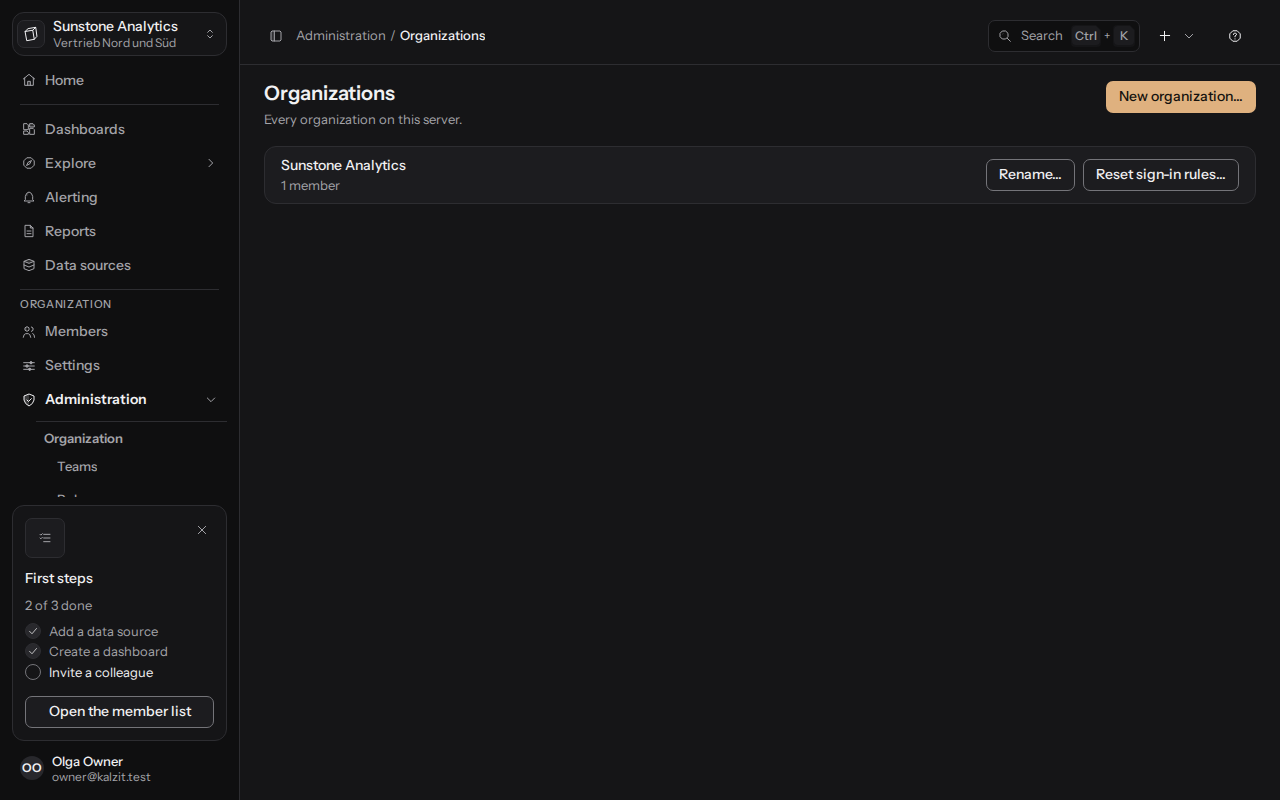 Sunstone Analytics
Vertrieb Nord und Süd
Home
Dashboards
Explore
Alerting
Reports
Data sources
ORGANIZATION
Members
Settings
Administration
Organization
Teams
First steps
2 of 3 done
Add a data source
Create a dashboard
Invite a colleague
Open the member list
OO
Olga Owner
owner@kalzit.test
Administration / Organizations
Search Ctrl + K
Organizations
Every organization on this server.
New organization...
Sunstone Analytics
1 member
Rename...
Reset sign-in rules...